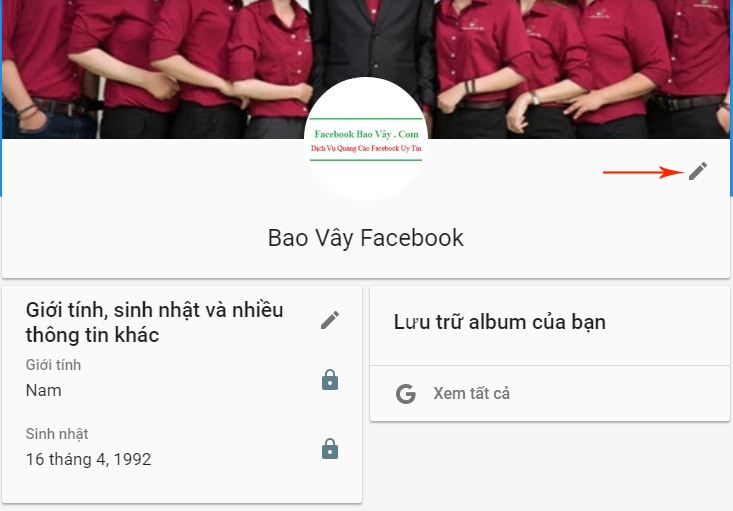 Facebook Bao Vây . Com
Dịch Vụ Quảng Cáo Facebook Uy Tín
Bao Vây Facebook
Giới tính, sinh nhật và nhiều
thông tin khác
Giới tính
Nam
Sinh nhật
16 tháng 4, 1992
Lưu trữ album của bạn
G
Xem tất cả